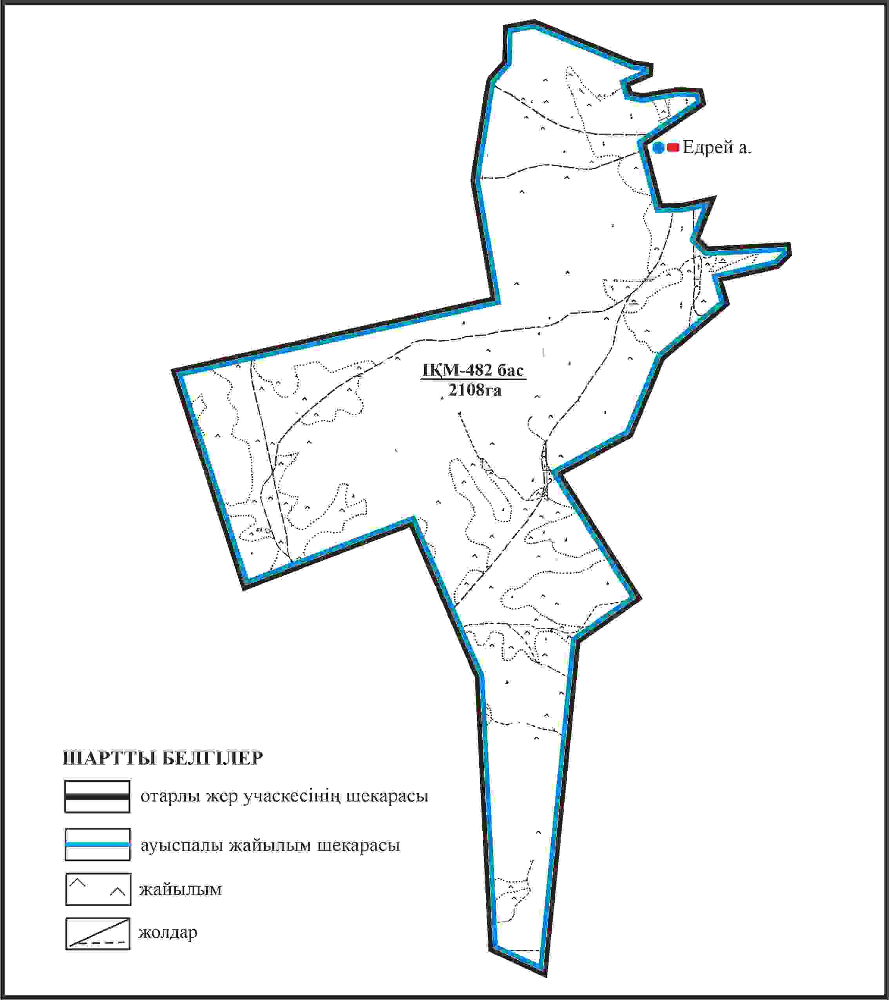 Едрей а.
ІҚМ-482 бас
2108га
ШАРТТЫ БЕЛГІЛЕР
отарлы жер учаскесінің шекарасы
ауыспалы жайылым шекарасы
жайылым
жолдар